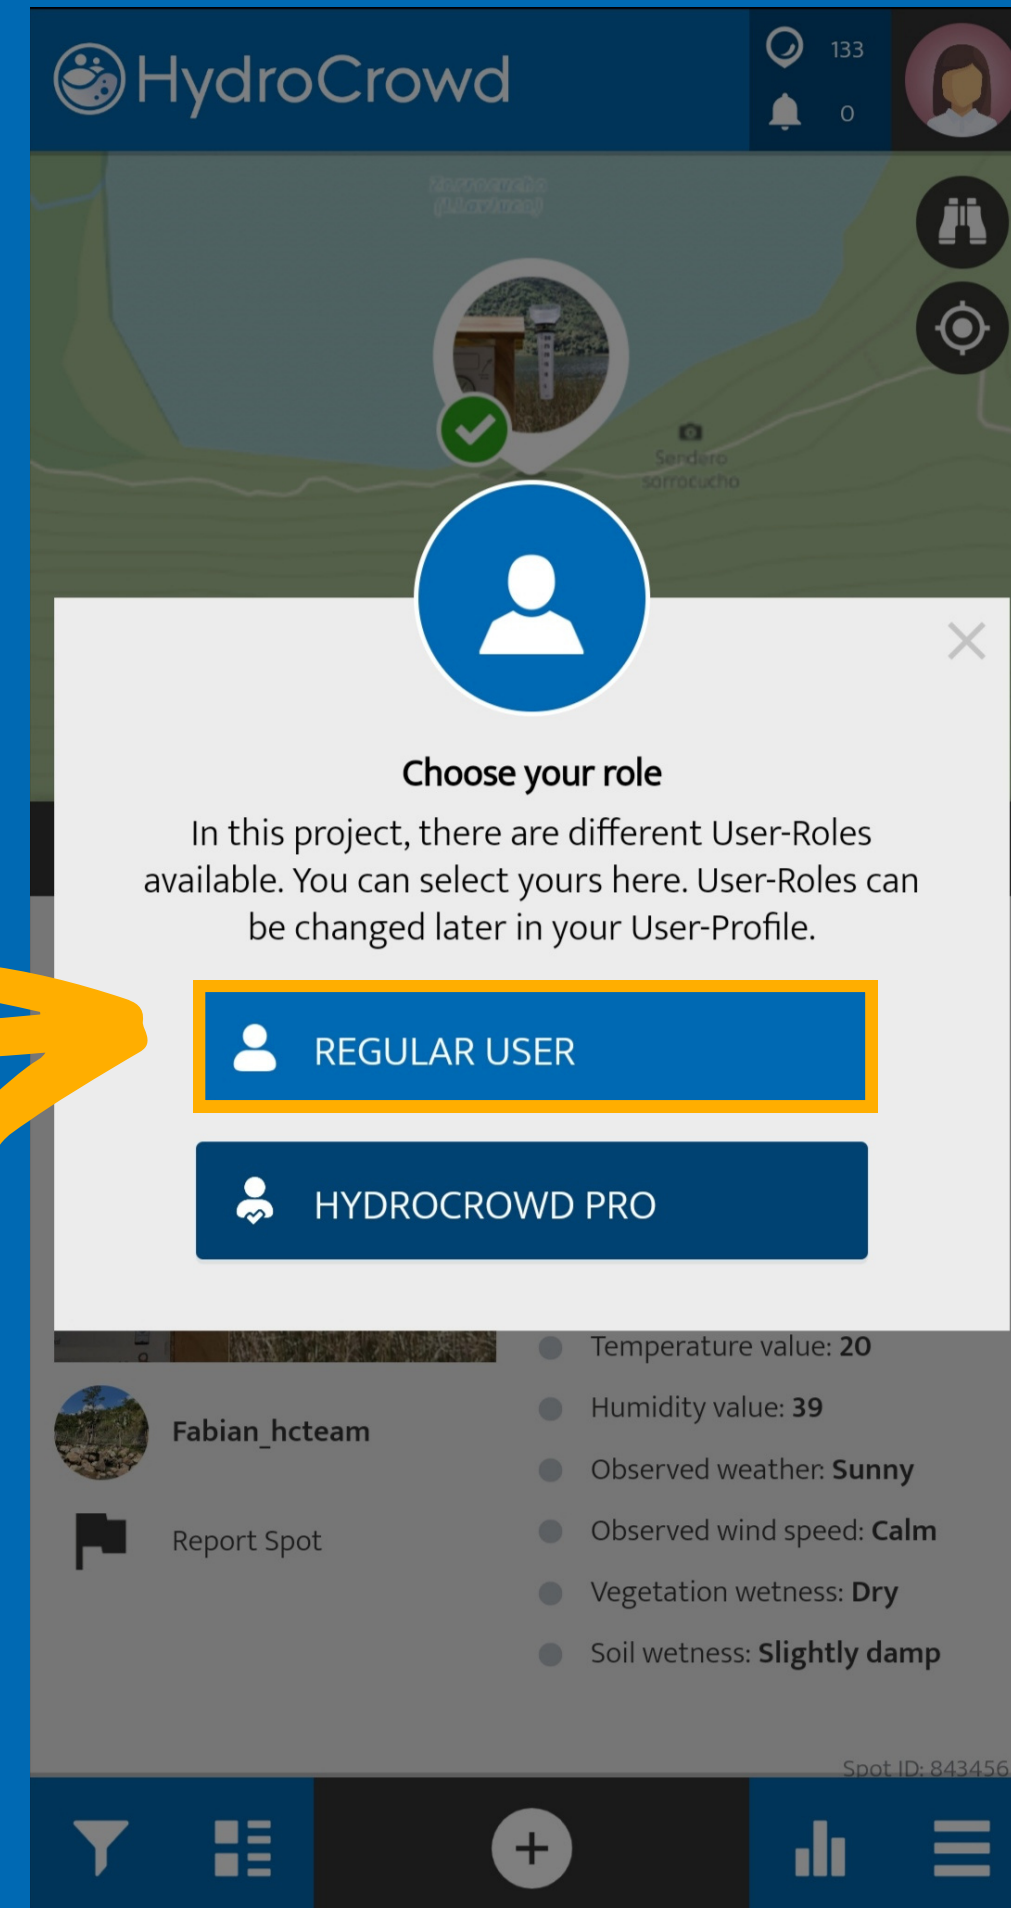 HydroCrowd
133
0
Zorrocucho
(Llaviuco)
Sendero
sorrocucho
Choose your role
In this project, there are different User-Roles
available. You can select yours here. User-Roles can
be changed later in your User-Profile.
REGULAR USER
HYDROCROWD PRO
Temperature value: 20
Humidity value: 39
Fabian_hcteam
Observed weather: Sunny
Observed wind speed: Calm
Report Spot
Vegetation wetness: Dry
Soil wetness: Slightly damp
Spot ID: 843456